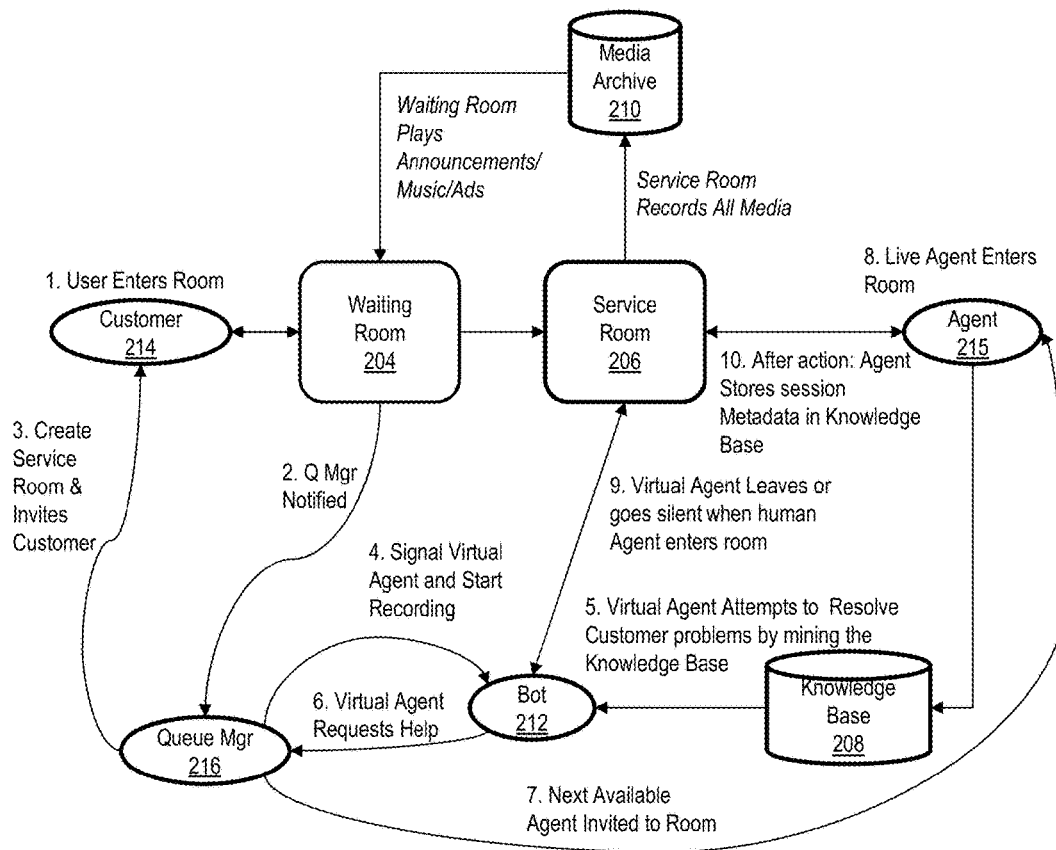 Media
Archive
210
Waiting Room
Plays
Announcements/
Music/Ads
Service Room
Records All Media
1. User Enters Room
Customer
214
Waiting
Room
204
Service
Room
206
8. Live Agent Enters
Room
Agent
215
10. After action: Agent
Stores session
Metadata in Knowledge
Base
3. Create
Service
Room &
Invites
Customer
2. Q Mgr
Notified
9. Virtual Agent Leaves or
goes silent when human
Agent enters room
4. Signal Virtual
Agent and Start
Recording
5. Virtual Agent Attempts to Resolve
Customer problems by mining the
Knowledge Base
6. Virtual Agent
Requests Help
Bot
212
Knowledge
Base
208
Queue Mgr
216
7. Next Available
Agent Invited to Room